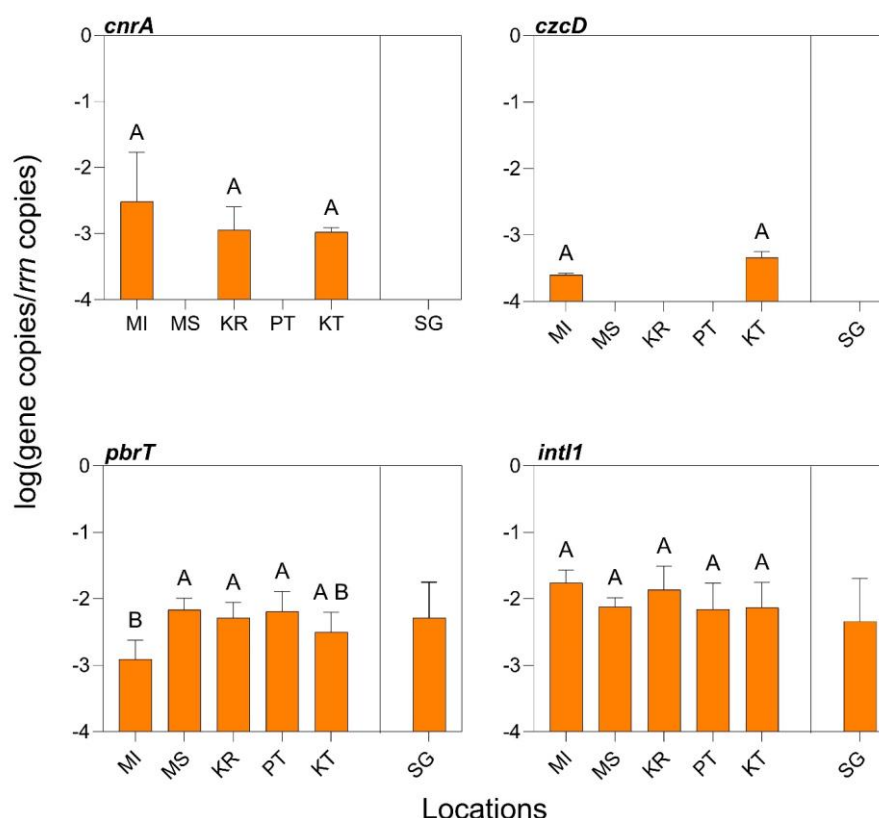 log(gene copies/rrn copies)
cnrA
0
-1
-2
-3
-4
A
A
A
MI MS KR PT KT SG
czcD
0
-1
-2
-3
-4
A
A
MI MS KR PT KT SG
pbrT
0
-1
-2
-3
-4
B
A
A
A
A B
MI MS KR PT KT SG
intI1
0
-1
-2
-3
-4
A
A
A
A
A
MI MS KR PT KT SG
Locations